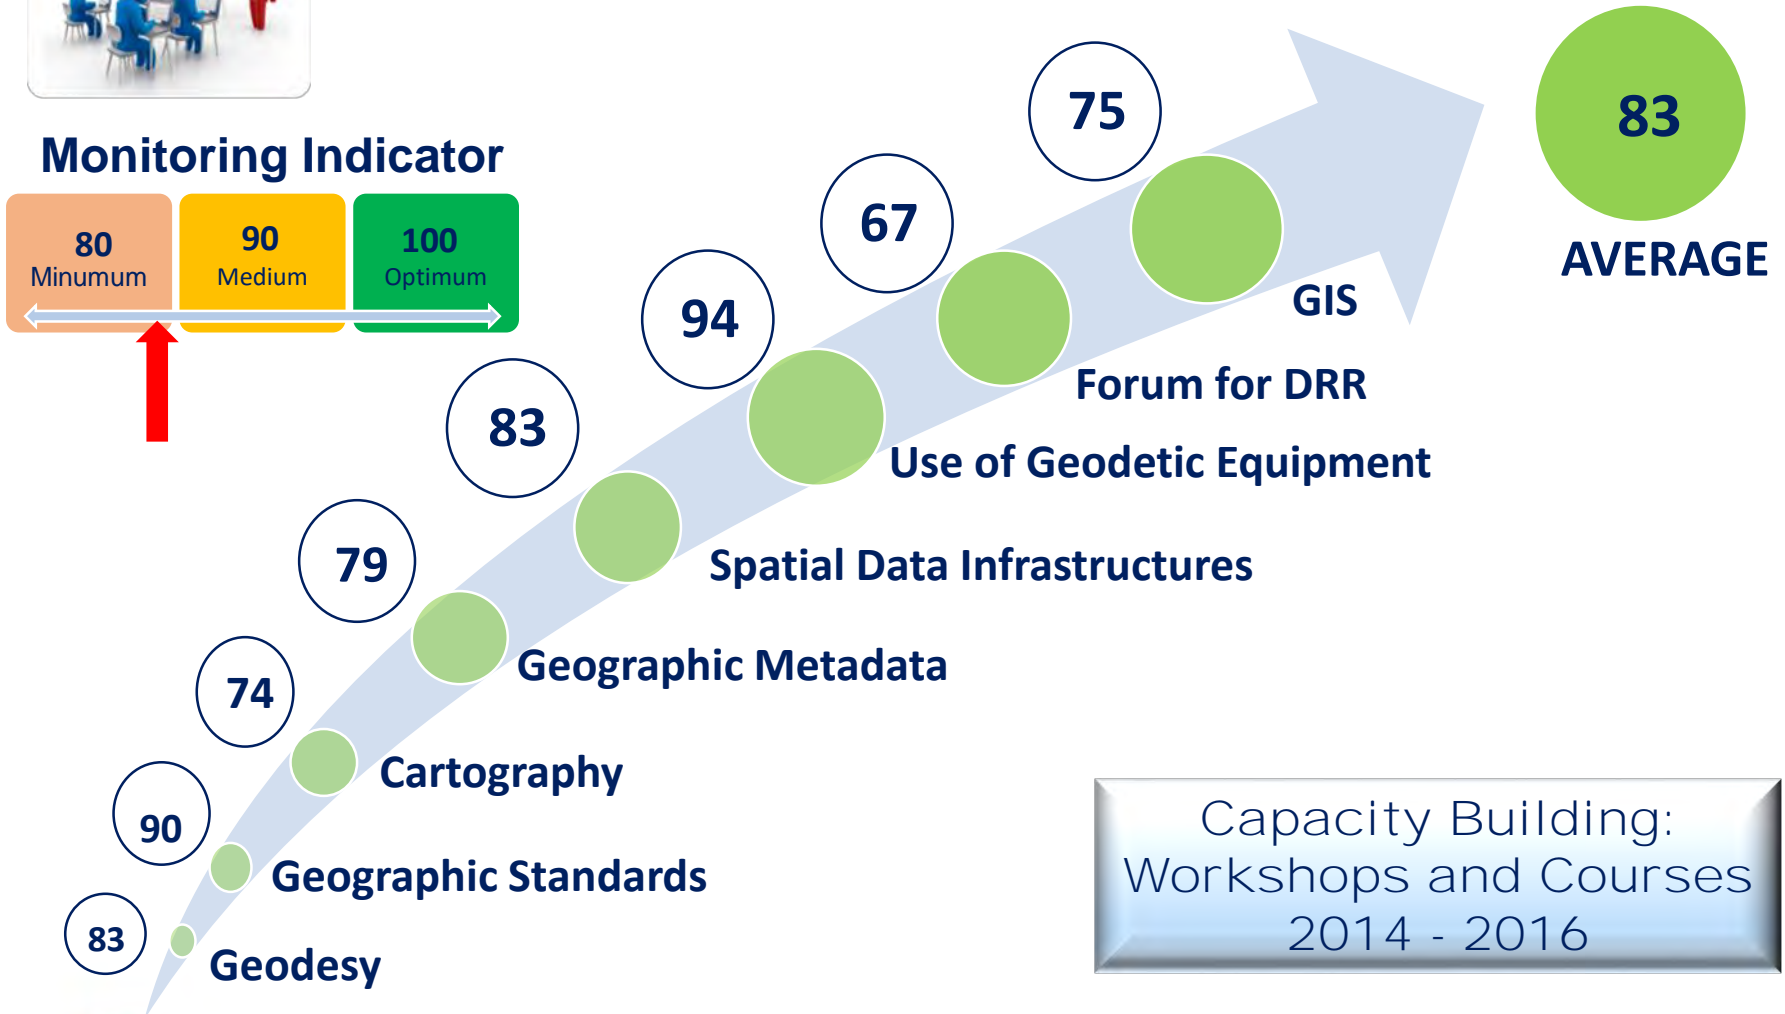 Monitoring Indicator
80
Minumum
90
Medium
100
Optimum
83
AVERAGE
75
GIS
67
Forum for DRR
94
Use of Geodetic Equipment
83
Spatial Data Infrastructures
79
Geographic Metadata
74
Cartography
90
Geographic Standards
83
Geodesy
Capacity Building:
Workshops and Courses
2014 - 2016